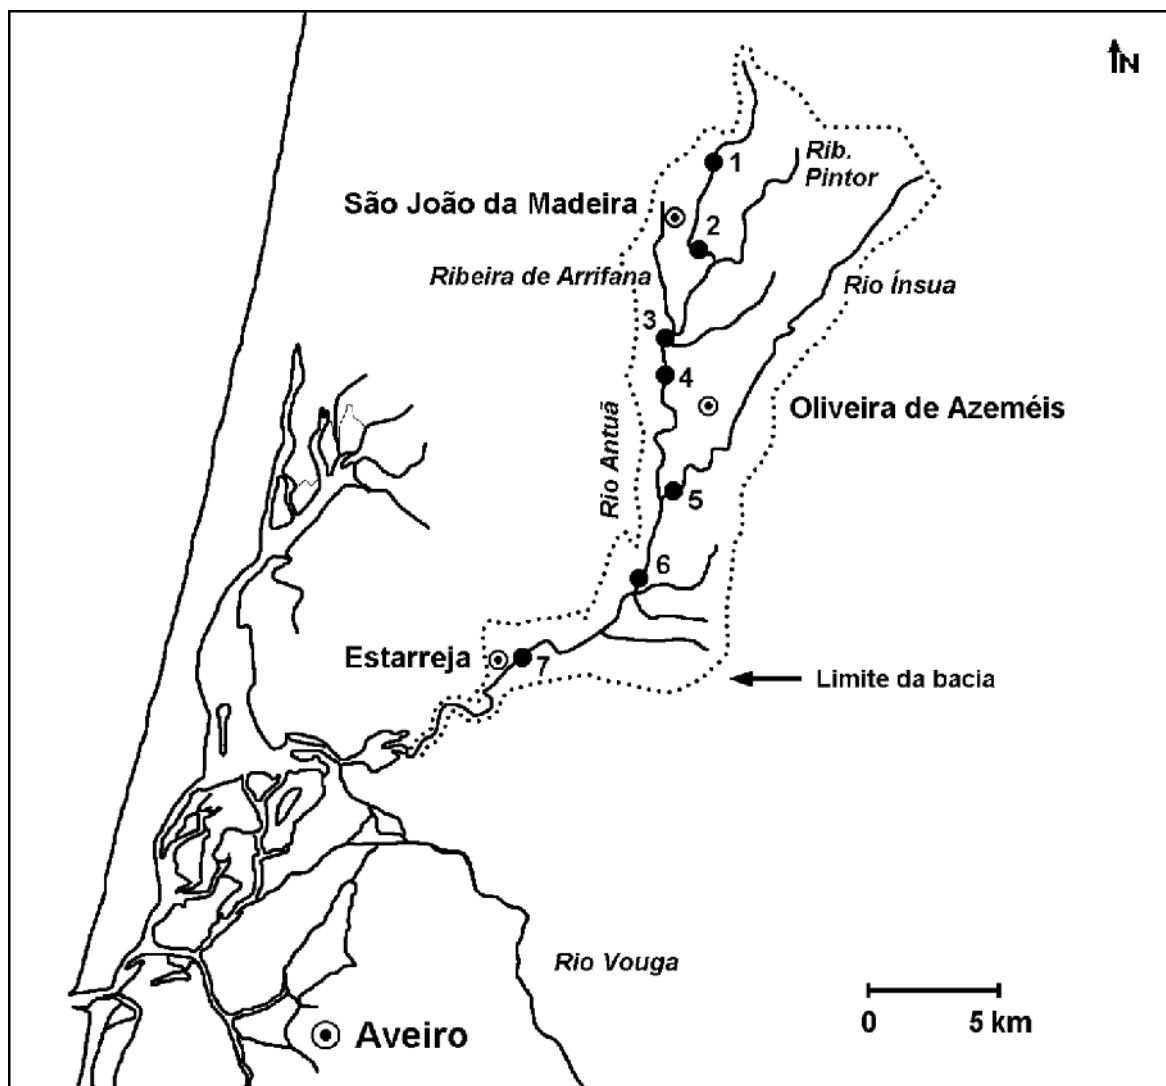 N
1
Rib.
Pintor
São João da Madeira
2
Ribeira de Arrifana
Rio Ínsua
3
4
Oliveira de Azeméis
Rio Antuã
5
6
Estarreja
7
Limite da bacia
Rio Vouga
Aveiro
0 5 km